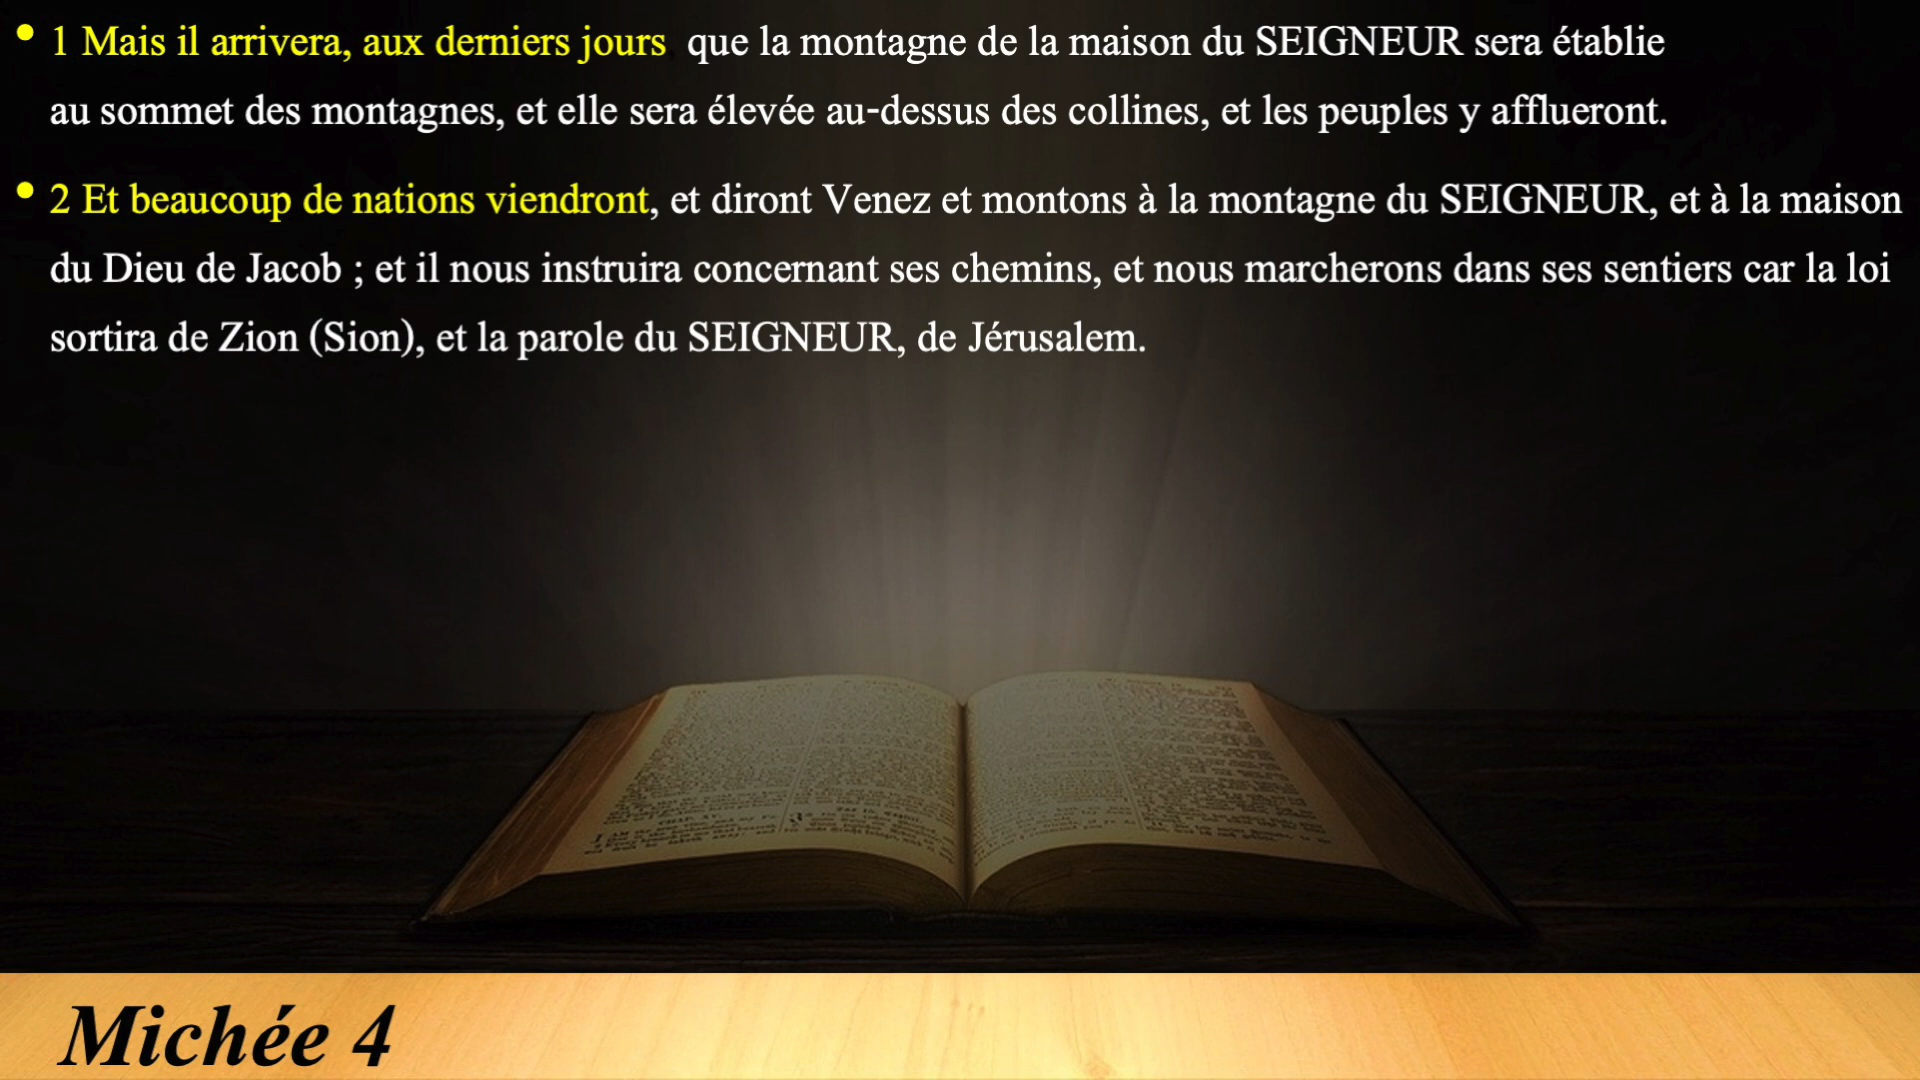 • 1 Mais il arrivera, aux derniers jours que la montagne de la maison du SEIGNEUR sera établie
au sommet des montagnes, et elle sera élevée au-dessus des collines, et les peuples y afflueront.
• 2 Et beaucoup de nations viendront, et diront Venez et montons à la montagne du SEIGNEUR, et à la maison
du Dieu de Jacob ; et il nous instruira concernant ses chemins, et nous marcherons dans ses sentiers car la loi
sortira de Zion (Sion), et la parole du SEIGNEUR, de Jérusalem.
CHAP. XV.
Michée 4